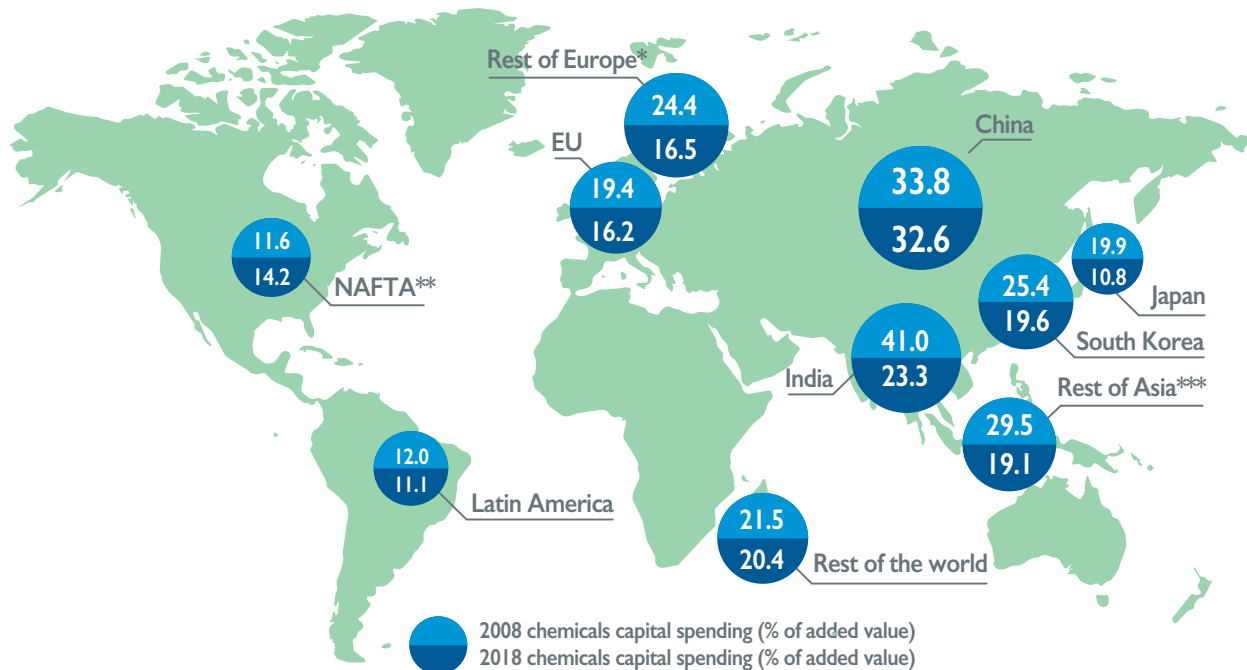 Rest of Europe*
24.4
16.5
EU
19.4
16.2
China
33.8
32.6
11.6
14.2
NAFTA**
19.9
10.8
Japan
25.4
19.6
South Korea
41.0
23.3
India
Rest of Asia***
29.5
19.1
12.0
11.1
Latin America
21.5
20.4
Rest of the world
2008 chemicals capital spending (% of added value)
2018 chemicals capital spending (% of added value)